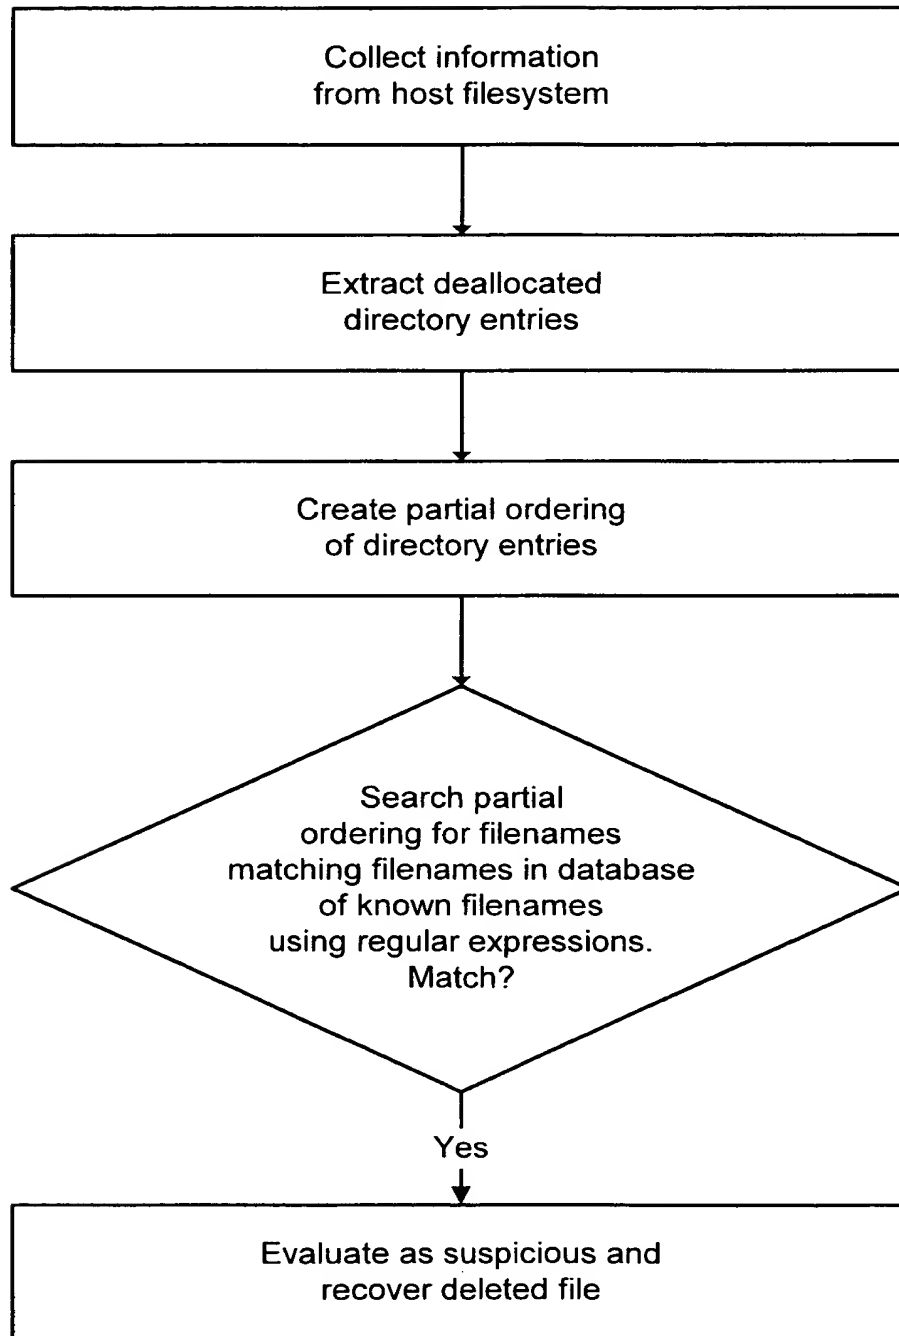 Collect information
from host filesystem
Extract deallocated
directory entries
Create partial ordering
of directory entries
Search partial
ordering for filenames
matching filenames in database
of known filenames
using regular expressions.
Match?
Yes
Evaluate as suspicious and
recover deleted file